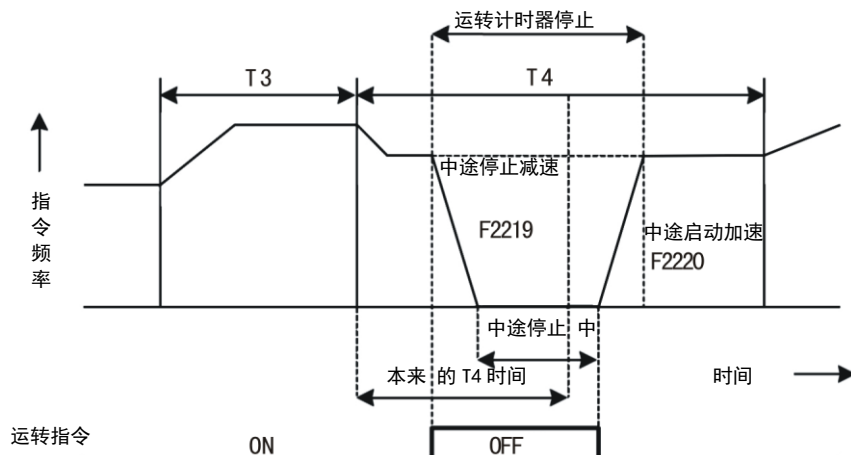 运转计时器停止
T3
T4
指令频率
中途停止减速
F2219
中途启动加速
F2220
中途停止 中
本来 的 T4 时间
时间
运转指令
ON
OFF